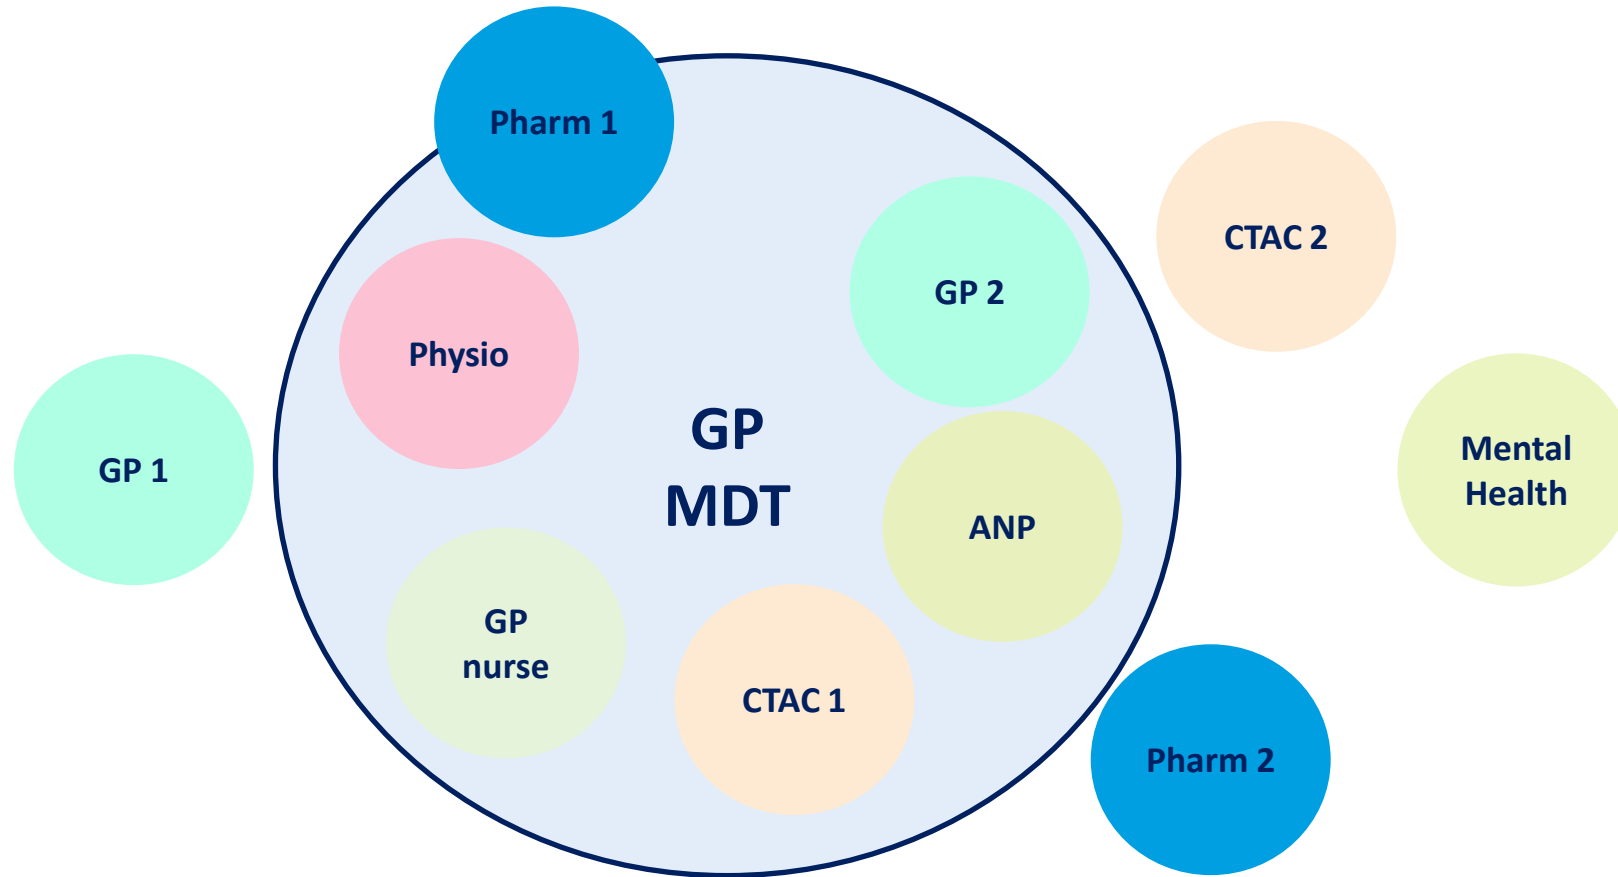 Pharm 1
CTAC 2
GP 2
Physio
GP
MDT
Mental
Health
GP 1
ANP
GP
nurse
CTAC 1
Pharm 2